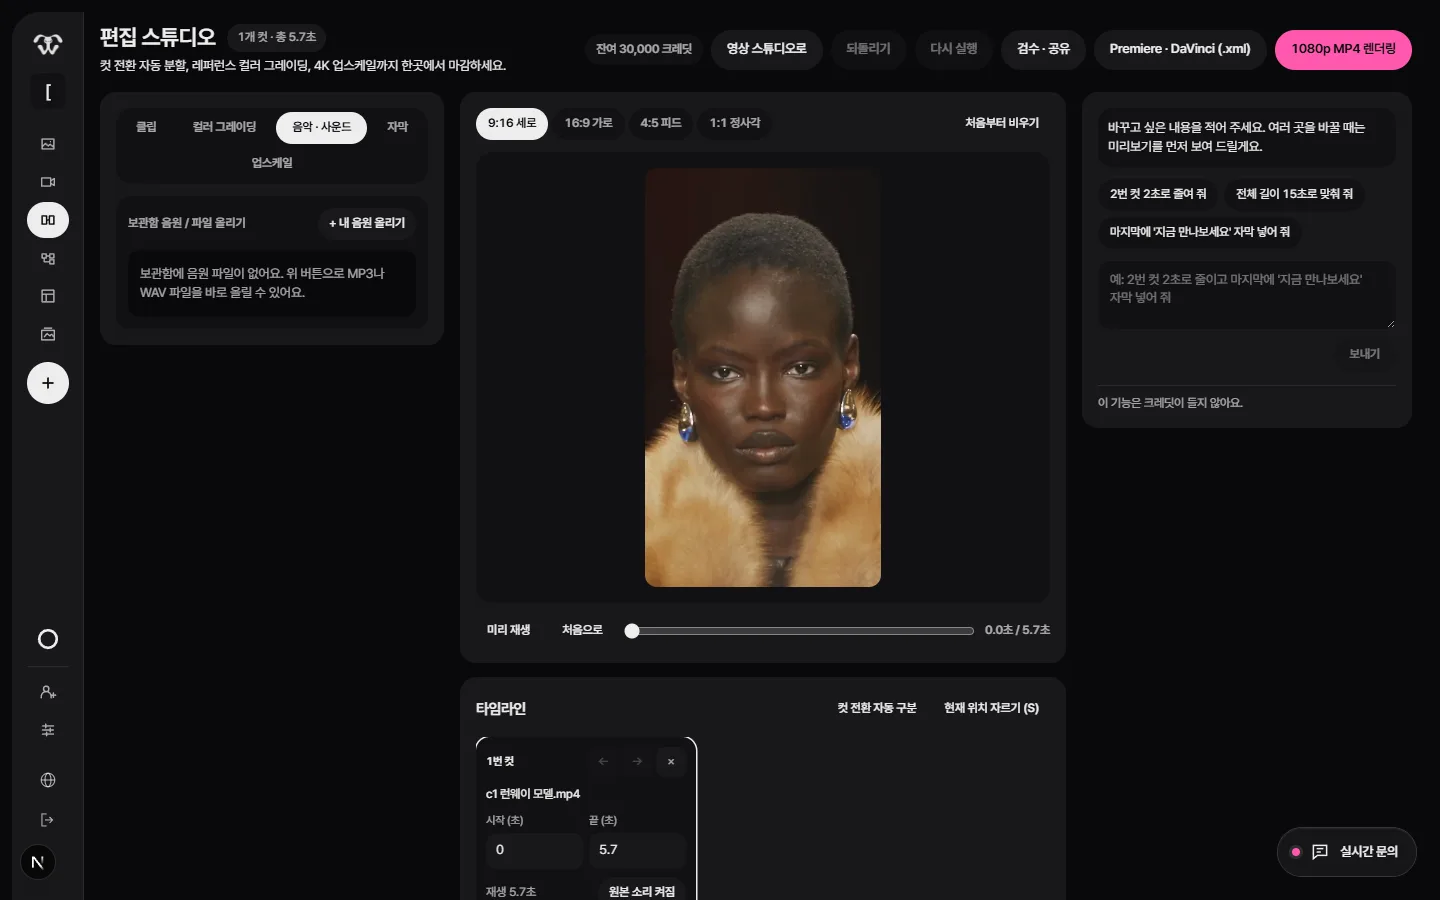 편집 스튜디오
1개 컷 · 총 5.7초
컷 전환 자동 분할, 레퍼런스 컬러 그레이딩, 4K 업스케일까지 한곳에서 마감하세요.
잔여 30,000 크레딧
영상 스튜디오로
되돌리기
다시 실행
검수 · 공유
Premiere · DaVinci (.xml)
1080p MP4 렌더링
[
클립
컬러 그레이딩
음악 · 사운드
자막
업스케일
보관함 음원 / 파일 올리기
+ 내 음원 올리기
보관함에 음원 파일이 없어요. 위 버튼으로 MP3나
WAV 파일을 바로 올릴 수 있어요.
9:16 세로
16:9 가로
4:5 피드
1:1 정사각
처음부터 비우기
미리 재생
처음으로
0.0초 / 5.7초
타임라인
컷 전환 자동 구분
현재 위치 자르기 (S)
1번 컷
← → ×
c1 런웨이 모델.mp4
시작 (초)
끝 (초)
0
5.7
재생 5.7초
원본 소리 켜짐
바꾸고 싶은 내용을 적어 주세요. 여러 곳을 바꿀 때는
미리보기를 먼저 보여 드릴게요.
2번 컷 2초로 줄여 줘
전체 길이 15초로 맞춰 줘
마지막에 '지금 만나보세요' 자막 넣어 줘
예: 2번 컷 2초로 줄이고 마지막에 '지금 만나보세요'
자막 넣어 줘
보내기
이 기능은 크레딧이 들지 않아요.
N
실시간 문의